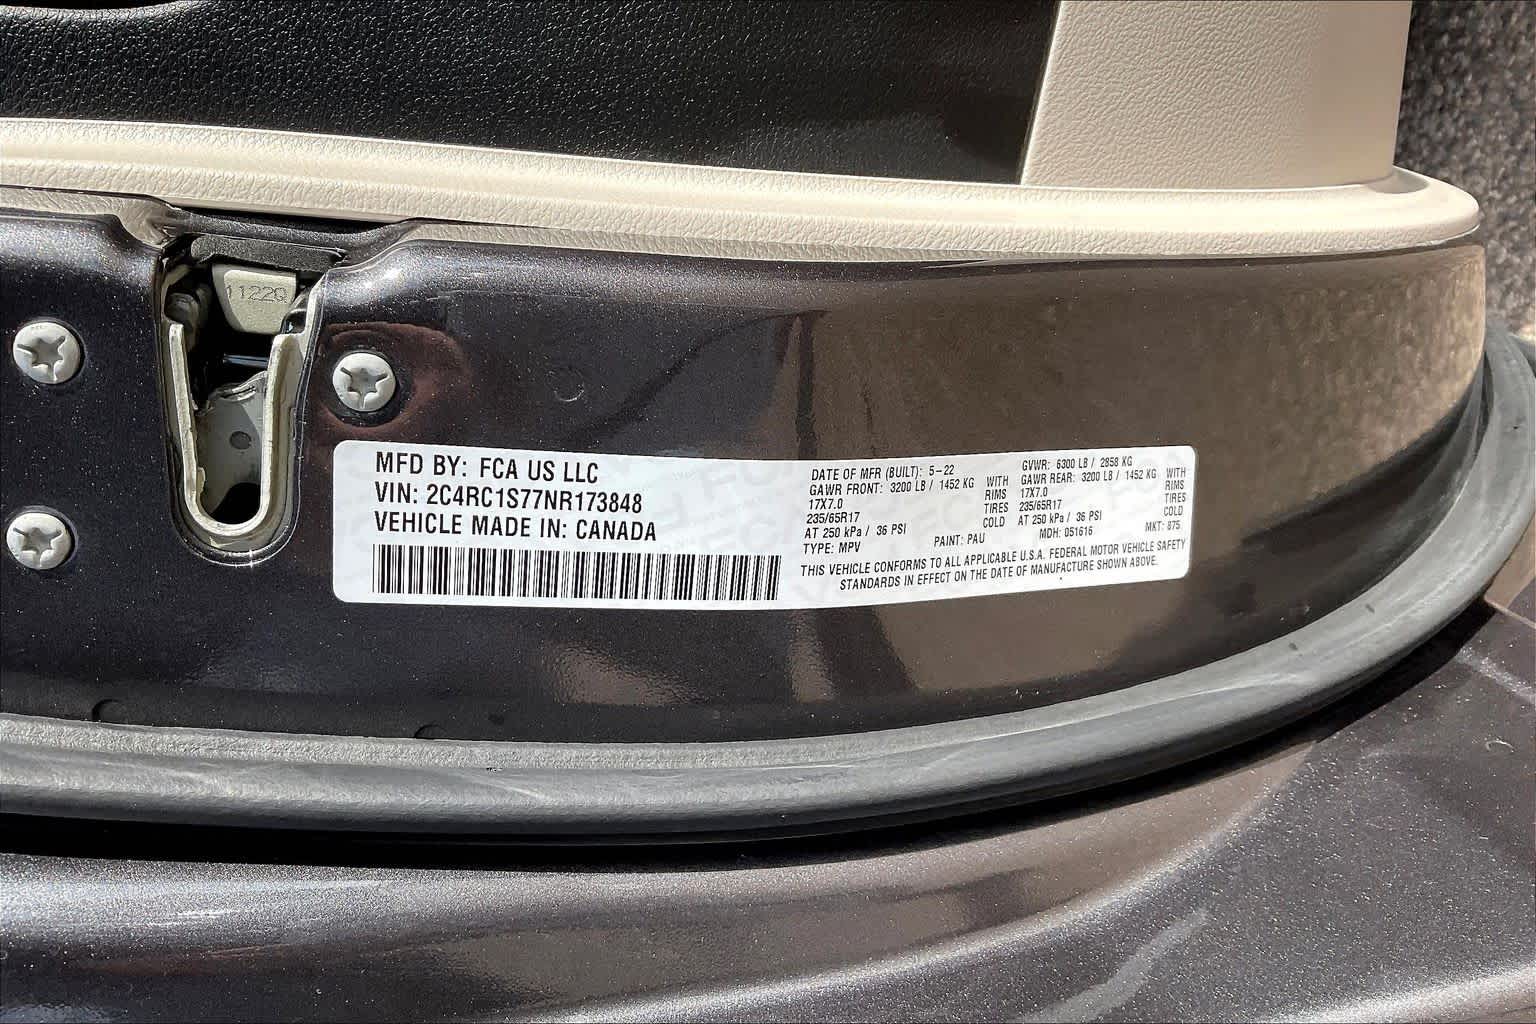 1122Q
MFD BY: FCA US LLC
VIN: 2C4RC1S77NR173848
VEHICLE MADE IN: CANADA
DATE OF MFR (BUILT): 5-22
GVWR: 6300 LB / 2858 KG
GAWR FRONT: 3200 LB / 1452 KG WITH
GAWR REAR: 3200 LB / 1452 KG WITH
17X7.0 RIMS
17X7.0 RIMS
235/65R17 TIRES
235/65R17 TIRES
AT 250 kPa / 36 PSI COLD
AT 250 kPa / 36 PSI COLD
TYPE: MPV PAINT: PAU MDH: 051616 MKT: 875
THIS VEHICLE CONFORMS TO ALL APPLICABLE U.S.A. FEDERAL MOTOR VEHICLE SAFETY
STANDARDS IN EFFECT ON THE DATE OF MANUFACTURE SHOWN ABOVE.